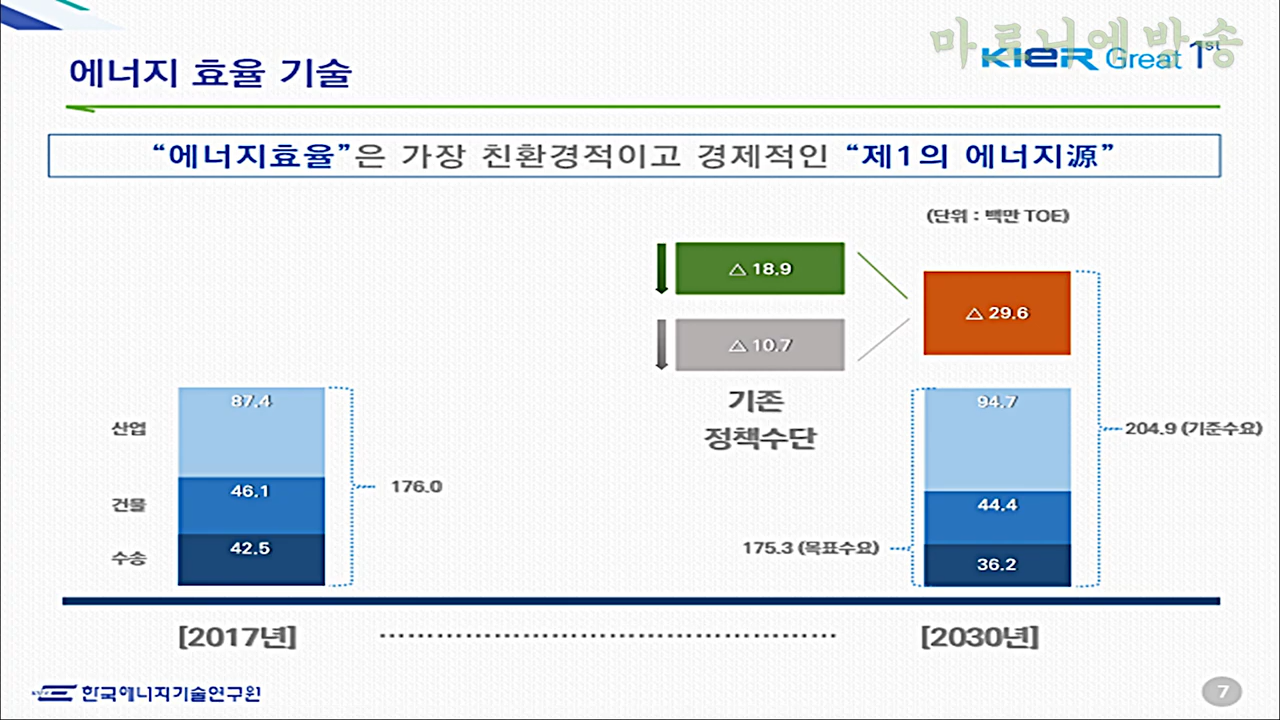 마로니에방송
KIER Great 1st
에너지 효율 기술
“에너지효율”은 가장 친환경적이고 경제적인 “제1의 에너지源”
(단위 : 백만 TOE)
△ 18.9
△ 29.6
△ 10.7
기존
정책수단
87.4
94.7
산업
204.9 (기준수요)
46.1
176.0
44.4
건물
42.5
175.3 (목표수요)
수송
36.2
[2017년]
[2030년]
한국에너지기술연구원
7